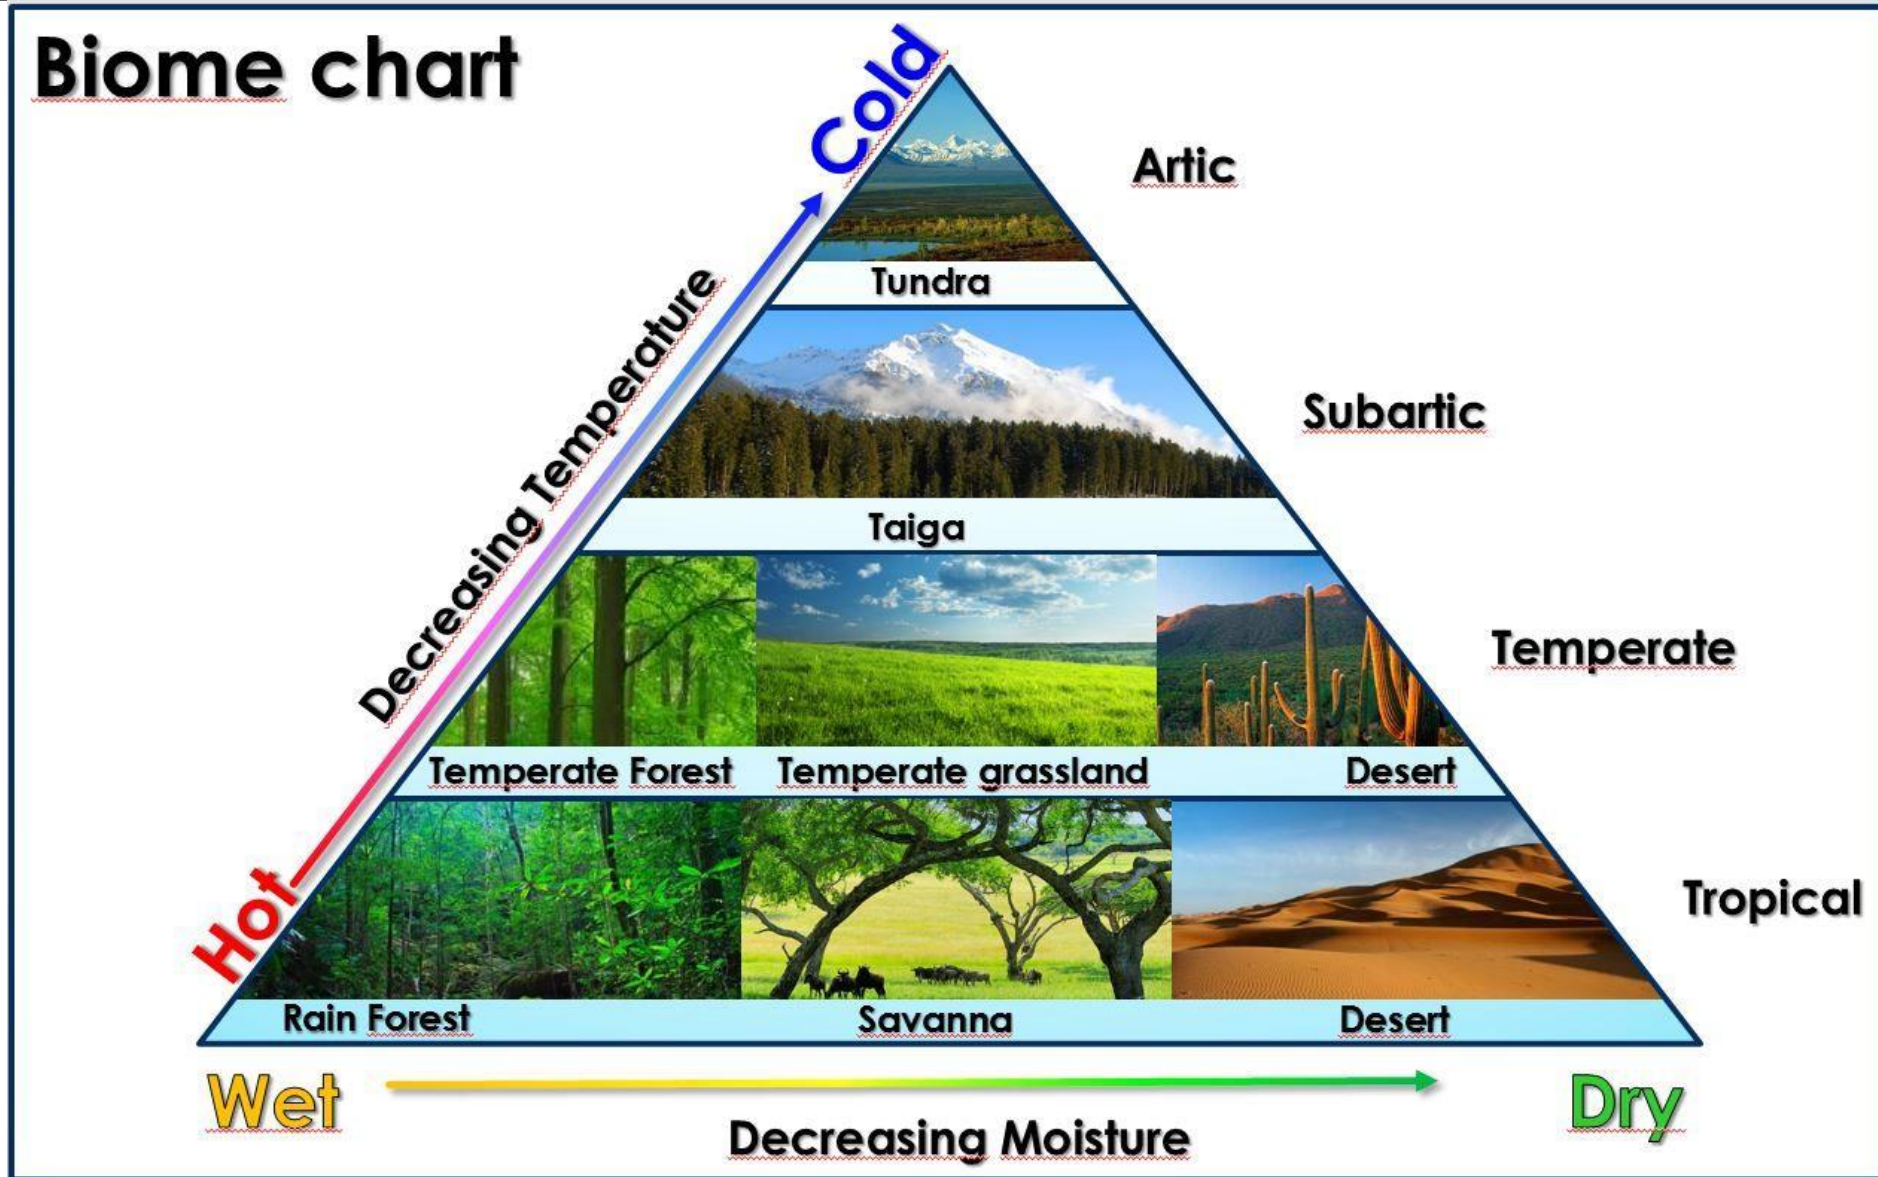 Biome chart
Cold
Artic
Tundra
Decreasing Temperature
Subartic
Taiga
Temperate
Temperate Forest
Temperate grassland
Desert
Hot
Tropical
Rain Forest
Savanna
Desert
Wet
Dry
Decreasing Moisture